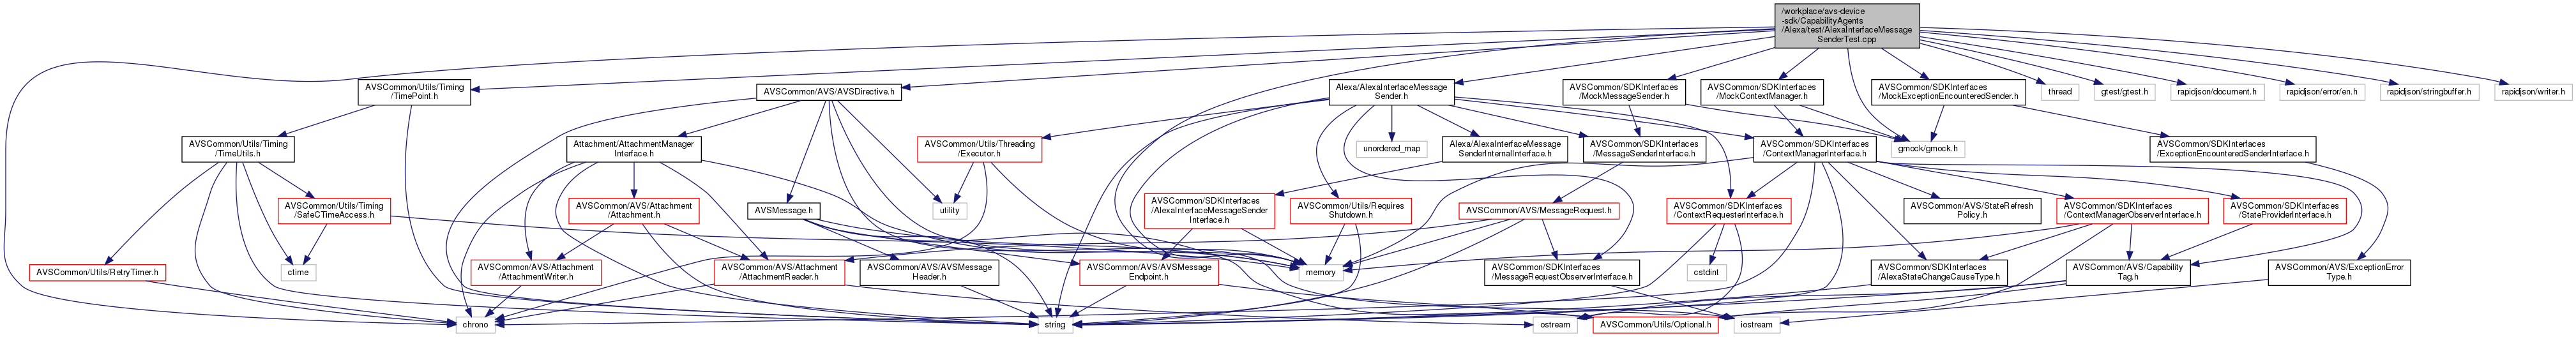 /workplace/avs-device
-sdk/CapabilityAgents
/Alexa/test/AlexaInterfaceMessage
SenderTest.cpp
AVSCommon/Utils/Timing
/TimePoint.h
AVSCommon/AVS/AVSDirective.h
Alexa/AlexaInterfaceMessage
Sender.h
AVSCommon/SDKInterfaces
/MockMessageSender.h
AVSCommon/SDKInterfaces
/MockContextManager.h
AVSCommon/SDKInterfaces
/MockExceptionEncounteredSender.h
thread
gtest/gtest.h
rapidjson/document.h
rapidjson/error/en.h
rapidjson/stringbuffer.h
rapidjson/writer.h
AVSCommon/Utils/Timing
/TimeUtils.h
Attachment/AttachmentManager
Interface.h
AVSCommon/Utils/Threading
/Executor.h
unordered_map
Alexa/AlexaInterfaceMessage
SenderInternalInterface.h
AVSCommon/SDKInterfaces
/MessageSenderInterface.h
AVSCommon/SDKInterfaces
/ContextManagerInterface.h
gmock/gmock.h
AVSCommon/SDKInterfaces
/ExceptionEncounteredSenderInterface.h
AVSCommon/Utils/Timing
/SafeCTimeAccess.h
AVSCommon/AVS/Attachment
/Attachment.h
AVSMessage.h
utility
AVSCommon/SDKInterfaces
/AlexaInterfaceMessageSender
Interface.h
AVSCommon/Utils/Requires
Shutdown.h
AVSCommon/AVS/MessageRequest.h
AVSCommon/SDKInterfaces
/ContextRequesterInterface.h
AVSCommon/AVS/StateRefresh
Policy.h
AVSCommon/SDKInterfaces
/ContextManagerObserverInterface.h
AVSCommon/SDKInterfaces
/StateProviderInterface.h
AVSCommon/Utils/RetryTimer.h
ctime
AVSCommon/AVS/Attachment
/AttachmentWriter.h
AVSCommon/AVS/Attachment
/AttachmentReader.h
AVSCommon/AVS/AVSMessage
Header.h
AVSCommon/AVS/AVSMessage
Endpoint.h
memory
AVSCommon/SDKInterfaces
/MessageRequestObserverInterface.h
cstdint
AVSCommon/SDKInterfaces
/AlexaStateChangeCauseType.h
AVSCommon/AVS/Capability
Tag.h
AVSCommon/AVS/ExceptionError
Type.h
chrono
string
ostream
AVSCommon/Utils/Optional.h
iostream